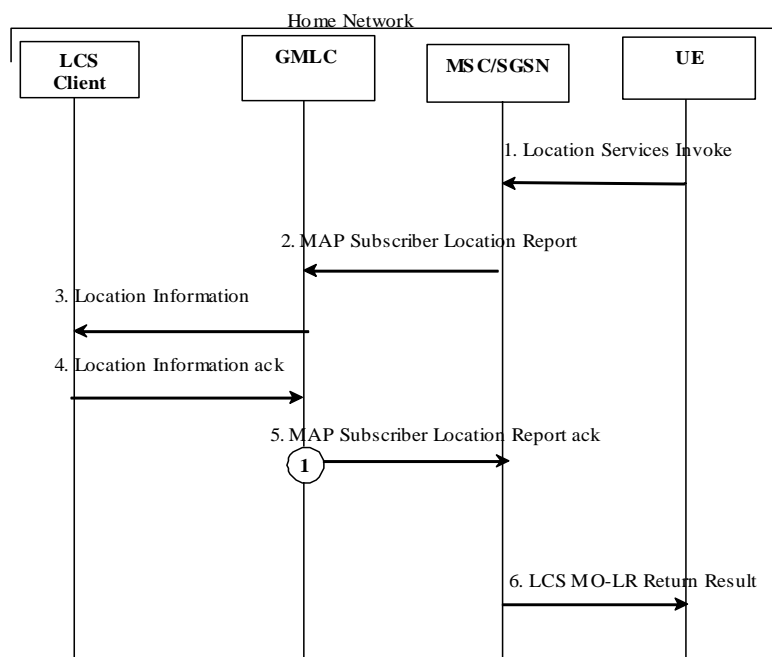 Home Network
LCS
Client
GMLC
MSC/SGSN
UE
1. Location Services Invoke
2. MAP Subscriber Location Report
3. Location Information
4. Location Information ack
5. MAP Subscriber Location Report ack
1
6. LCS MO-LR Return Result